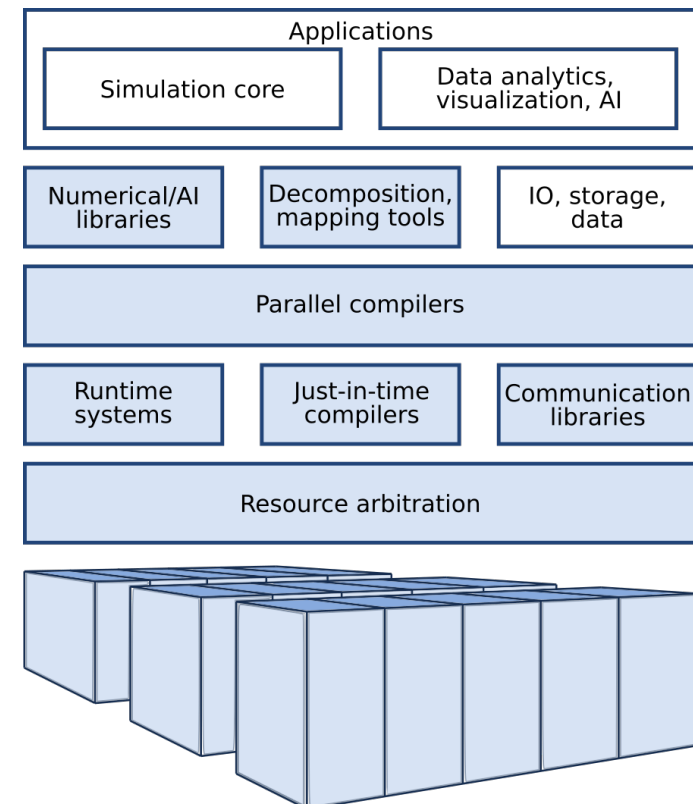 Applications
Simulation core
Data analytics,
visualization, AI
Numerical/AI
libraries
Decomposition,
mapping tools
IO, storage,
data
Parallel compilers
Runtime
systems
Just-in-time
compilers
Communication
libraries
Resource arbitration